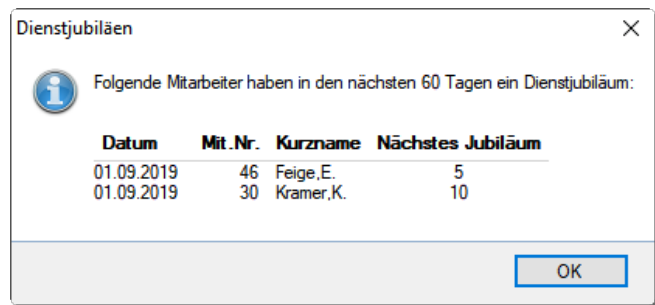 Dienstjubiläen
Folgende Mitarbeiter haben in den nächsten 60 Tagen ein Dienstjubiläum:
Datum Mit.Nr. Kurzname Nächstes Jubiläum
01.09.2019 46 Feige,E. 5
01.09.2019 30 Kramer,K. 10
OK